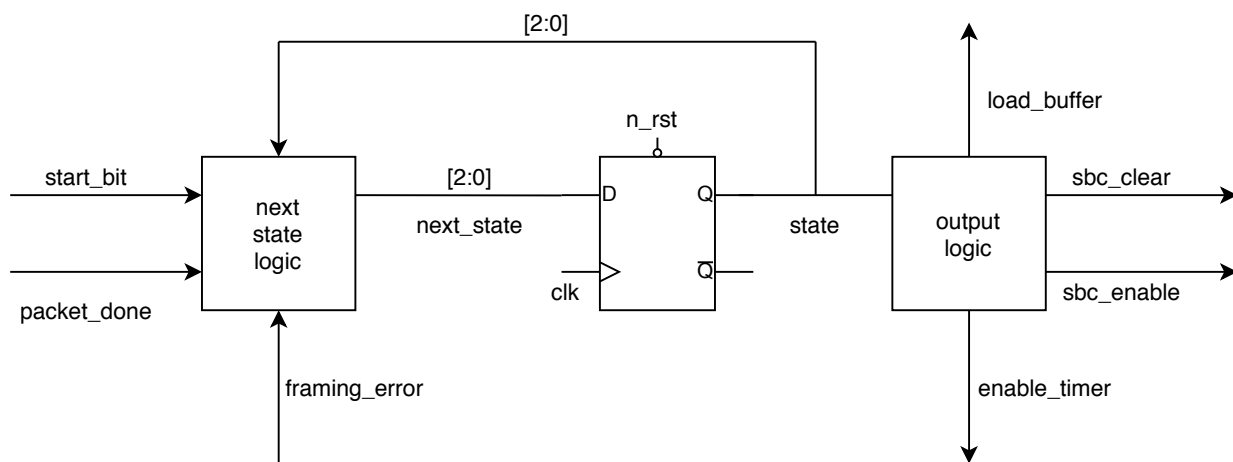 [2:0]
load_buffer
n_rst
start_bit
next
state
logic
[2:0]
next_state
D
Q
Q
clk
state
output
logic
sbc_clear
sbc_enable
packet_done
framing_error
enable_timer